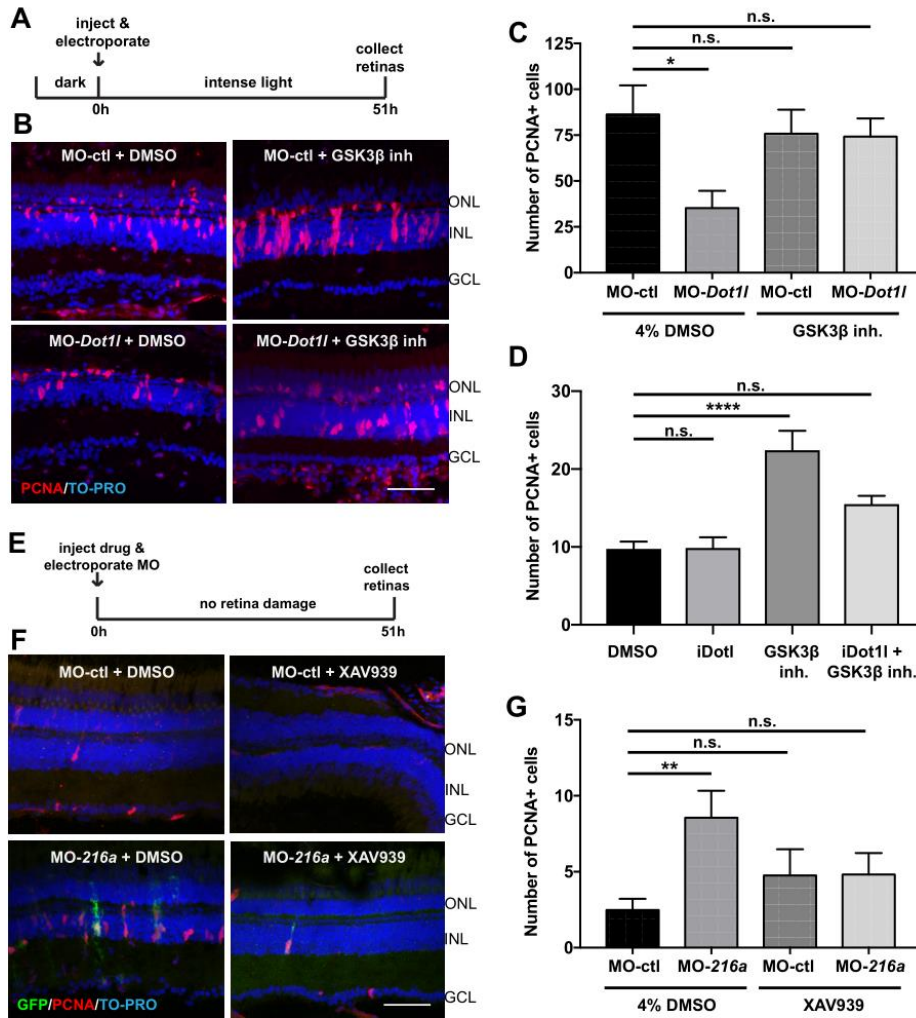 A
inject &
electroporate
dark
intense light
collect
retinas
0h
51h
B
MO-ctl + DMSO
MO-ctl + GSK3β inh
ONL
INL
GCL
MO-Dot1l + DMSO
MO-Dot1l + GSK3β inh
ONL
INL
GCL
PCNA/TO-PRO
C
n.s.
n.s.
*
Number of PCNA+ cells
125
100
75
50
25
0
MO-ctl MO-Dot1l MO-ctl MO-Dot1l
4% DMSO GSK3β inh.
D
n.s.
****
n.s.
Number of PCNA+ cells
30
20
10
0
DMSO iDotl GSK3β iDot1l +
inh. GSK3β inh.
E
inject drug &
electroporate MO
collect
retinas
no retina damage
0h
51h
F
MO-ctl + DMSO
MO-ctl + XAV939
ONL
INL
GCL
MO-216a + DMSO
MO-216a + XAV939
ONL
INL
GCL
GFP/PCNA/TO-PRO
G
n.s.
n.s.
**
Number of PCNA+ cells
15
10
5
0
MO-ctl MO-216a MO-ctl MO-216a
4% DMSO XAV939